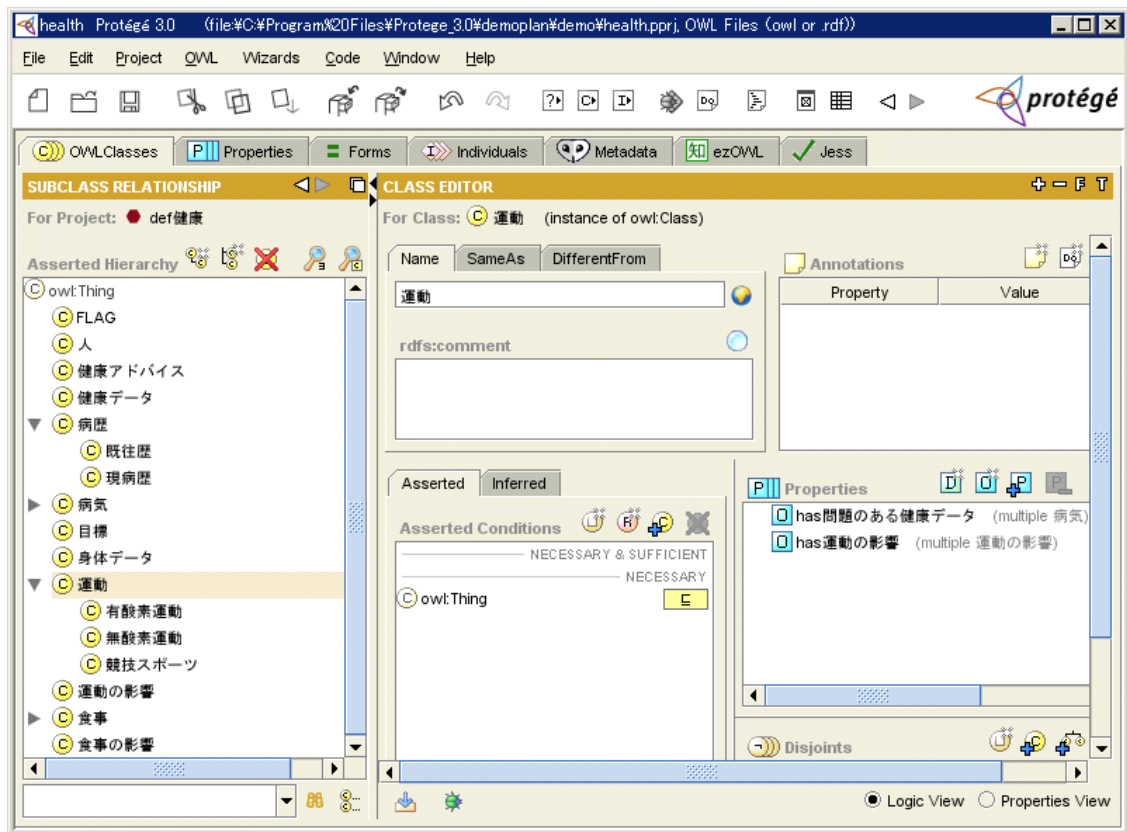 health Protégé 3.0 (file:¥C:¥Program%20Files¥Protege_3.0¥demoplan¥demo¥health.pprj, OWL Files (owl or .rdf))
File Edit Project OWL Wizards Code Window Help
protégé
OWLClasses Properties Forms Individuals Metadata ezOWL Jess
SUBCLASS RELATIONSHIP
For Project: def健康
Asserted Hierarchy
owl:Thing
FLAG
人
健康アドバイス
健康データ
病歴
既往歴
現病歴
病気
目標
身体データ
運動
有酸素運動
無酸素運動
競技スポーツ
運動の影響
食事
食事の影響
CLASS EDITOR
For Class: 運動 (instance of owl:Class)
Name SameAs DifferentFrom
運動
rdfs:comment
Annotations
Property Value
Asserted Inferred
Asserted Conditions
NECESSARY & SUFFICIENT
NECESSARY
owl:Thing ⊑
Properties
has問題のある健康データ (multiple 病気)
has運動の影響 (multiple 運動の影響)
Disjoints
Logic View Properties View